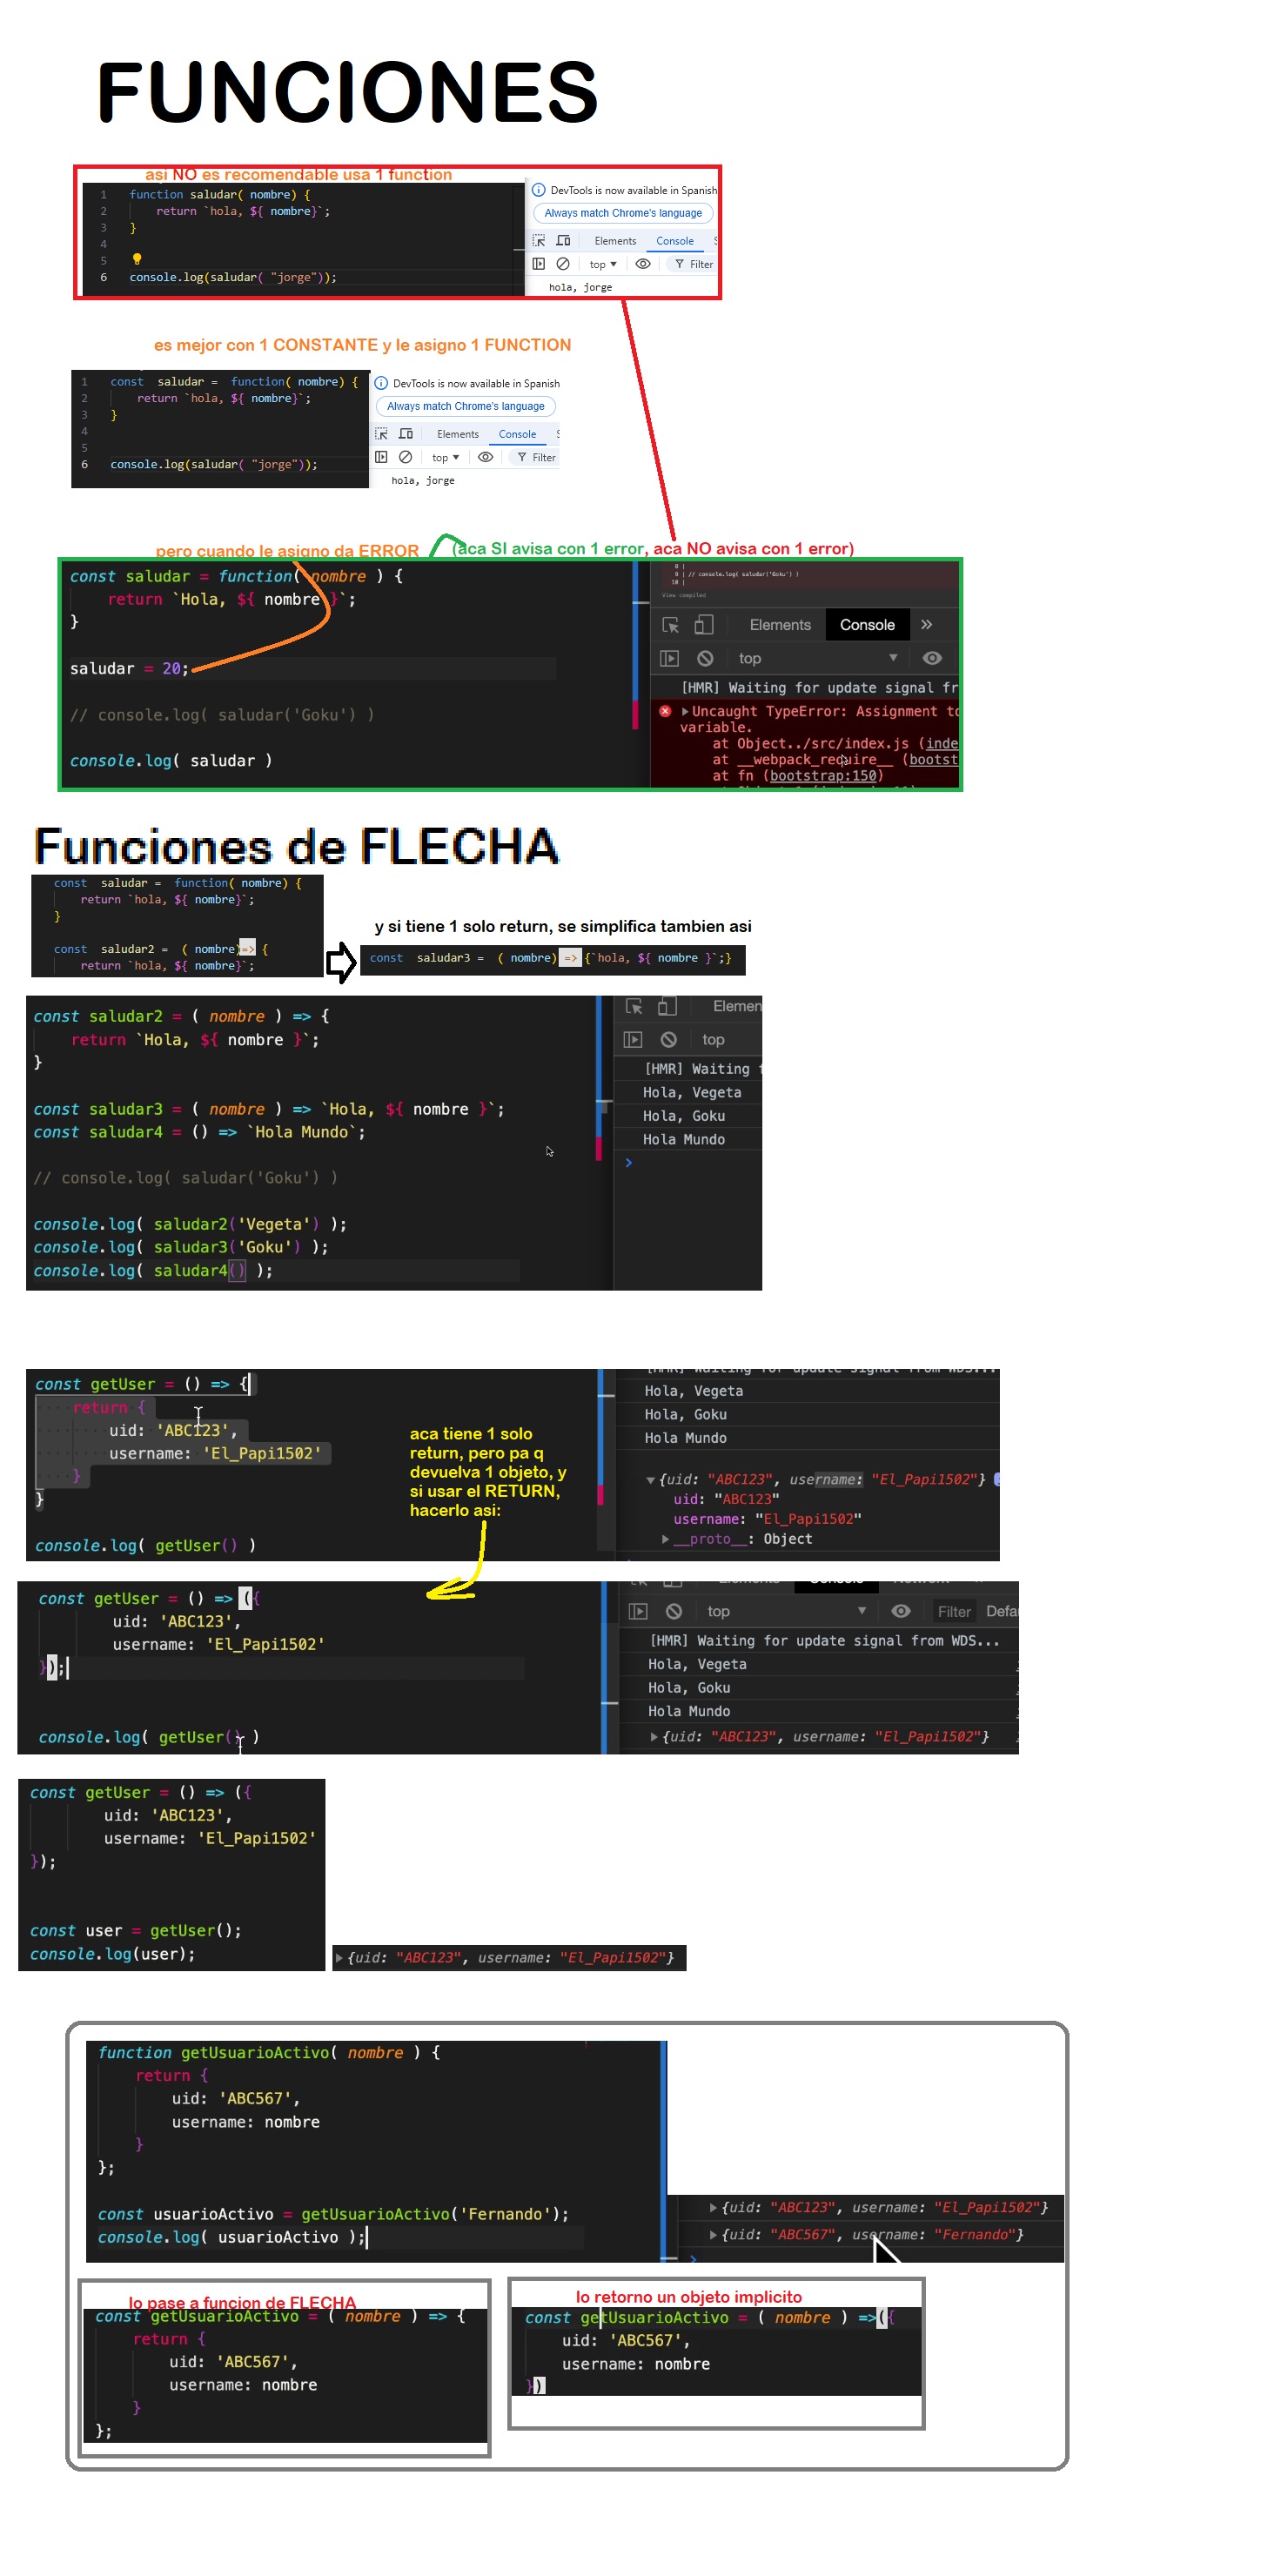 FUNCIONES
asi NO es recomendable usa 1 function
1 function saludar( nombre) {
2 return `hola, ${ nombre}`;
3 }
4
5
6 console.log(saludar( "jorge"));
DevTools is now available in Spanish
Always match Chrome's language
Elements Console
top ▾ Filter
hola, jorge
es mejor con 1 CONSTANTE y le asigno 1 FUNCTION
1 const saludar = function( nombre) {
2 return `hola, ${ nombre}`;
3 }
4
5
6 console.log(saludar( "jorge"));
DevTools is now available in Spanish
Always match Chrome's language
Elements Console
top ▾ Filter
hola, jorge
pero cuando le asigno da ERROR (aca SI avisa con 1 error, aca NO avisa con 1 error)
const saludar = function( nombre ) {
return `Hola, ${ nombre }`;
}
saludar = 20;
// console.log( saludar('Goku') )
console.log( saludar )
9 | // console.log( saludar('Goku') )
10 |
View compiled
Elements Console »
top ▾
[HMR] Waiting for update signal fr
Uncaught TypeError: Assignment to
variable.
at Object../src/index.js (inde
at __webpack_require__ (bootst
at fn (bootstrap:150)
Funciones de FLECHA
const saludar = function( nombre) {
return `hola, ${ nombre}`;
}
const saludar2 = ( nombre)=> {
return `hola, ${ nombre}`;
y si tiene 1 solo return, se simplifica tambien asi
const saludar3 = ( nombre) => {`hola, ${ nombre }`;}
const saludar2 = ( nombre ) => {
return `Hola, ${ nombre }`;
}
const saludar3 = ( nombre ) => `Hola, ${ nombre }`;
const saludar4 = () => `Hola Mundo`;
// console.log( saludar('Goku') )
console.log( saludar2('Vegeta') );
console.log( saludar3('Goku') );
console.log( saludar4() );
Elemen
top
[HMR] Waiting
Hola, Vegeta
Hola, Goku
Hola Mundo
const getUser = () => {
return {
uid: 'ABC123',
username: 'El_Papi1502'
}
}
console.log( getUser() )
aca tiene 1 solo
return, pero pa q
devuelva 1 objeto, y
si usar el RETURN,
hacerlo asi:
[HMR] Waiting for update signal from WDS...
Hola, Vegeta
Hola, Goku
Hola Mundo
{uid: "ABC123", username: "El_Papi1502"}
uid: "ABC123"
username: "El_Papi1502"
__proto__: Object
const getUser = () => ({
uid: 'ABC123',
username: 'El_Papi1502'
});
console.log( getUser() )
Elements Console Network
top ▾ Filter Defa
[HMR] Waiting for update signal from WDS...
Hola, Vegeta
Hola, Goku
Hola Mundo
{uid: "ABC123", username: "El_Papi1502"}
const getUser = () => ({
uid: 'ABC123',
username: 'El_Papi1502'
});
const user = getUser();
console.log(user);
{uid: "ABC123", username: "El_Papi1502"}
function getUsuarioActivo( nombre ) {
return {
uid: 'ABC567',
username: nombre
}
};
const usuarioActivo = getUsuarioActivo('Fernando');
console.log( usuarioActivo );
{uid: "ABC123", username: "El_Papi1502"}
{uid: "ABC567", username: "Fernando"}
lo pase a funcion de FLECHA
const getUsuarioActivo = ( nombre ) => {
return {
uid: 'ABC567',
username: nombre
}
};
lo retorno un objeto implicito
const getUsuarioActivo = ( nombre ) =>({
uid: 'ABC567',
username: nombre
})